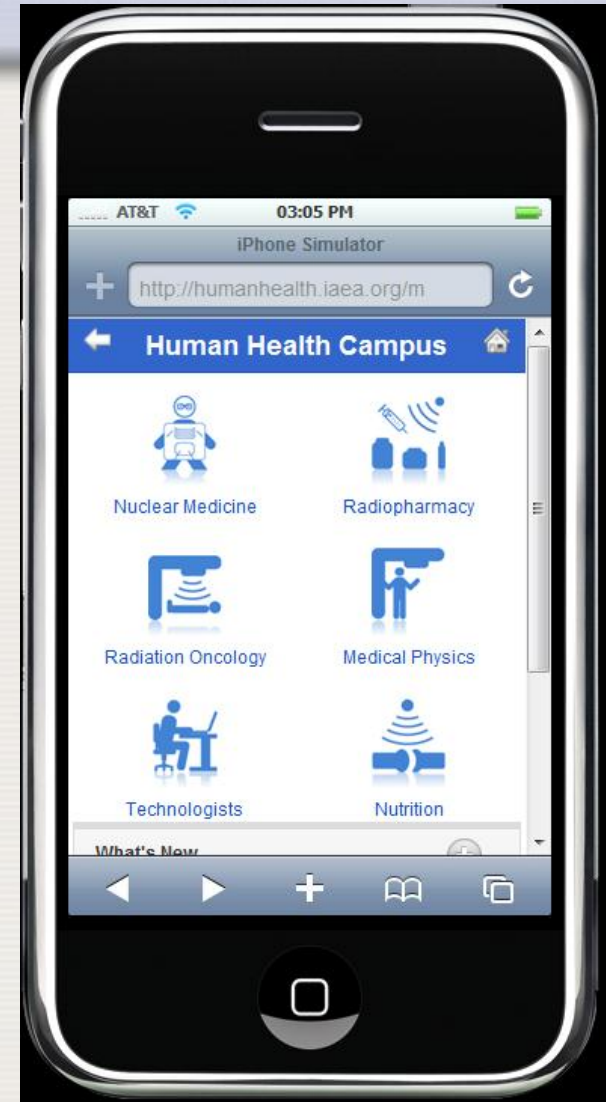 AT&T 03:05 PM
iPhone Simulator
http://humanhealth.iaea.org/m
Human Health Campus
Nuclear Medicine Radiopharmacy
Radiation Oncology Medical Physics
Technologists Nutrition
What's New